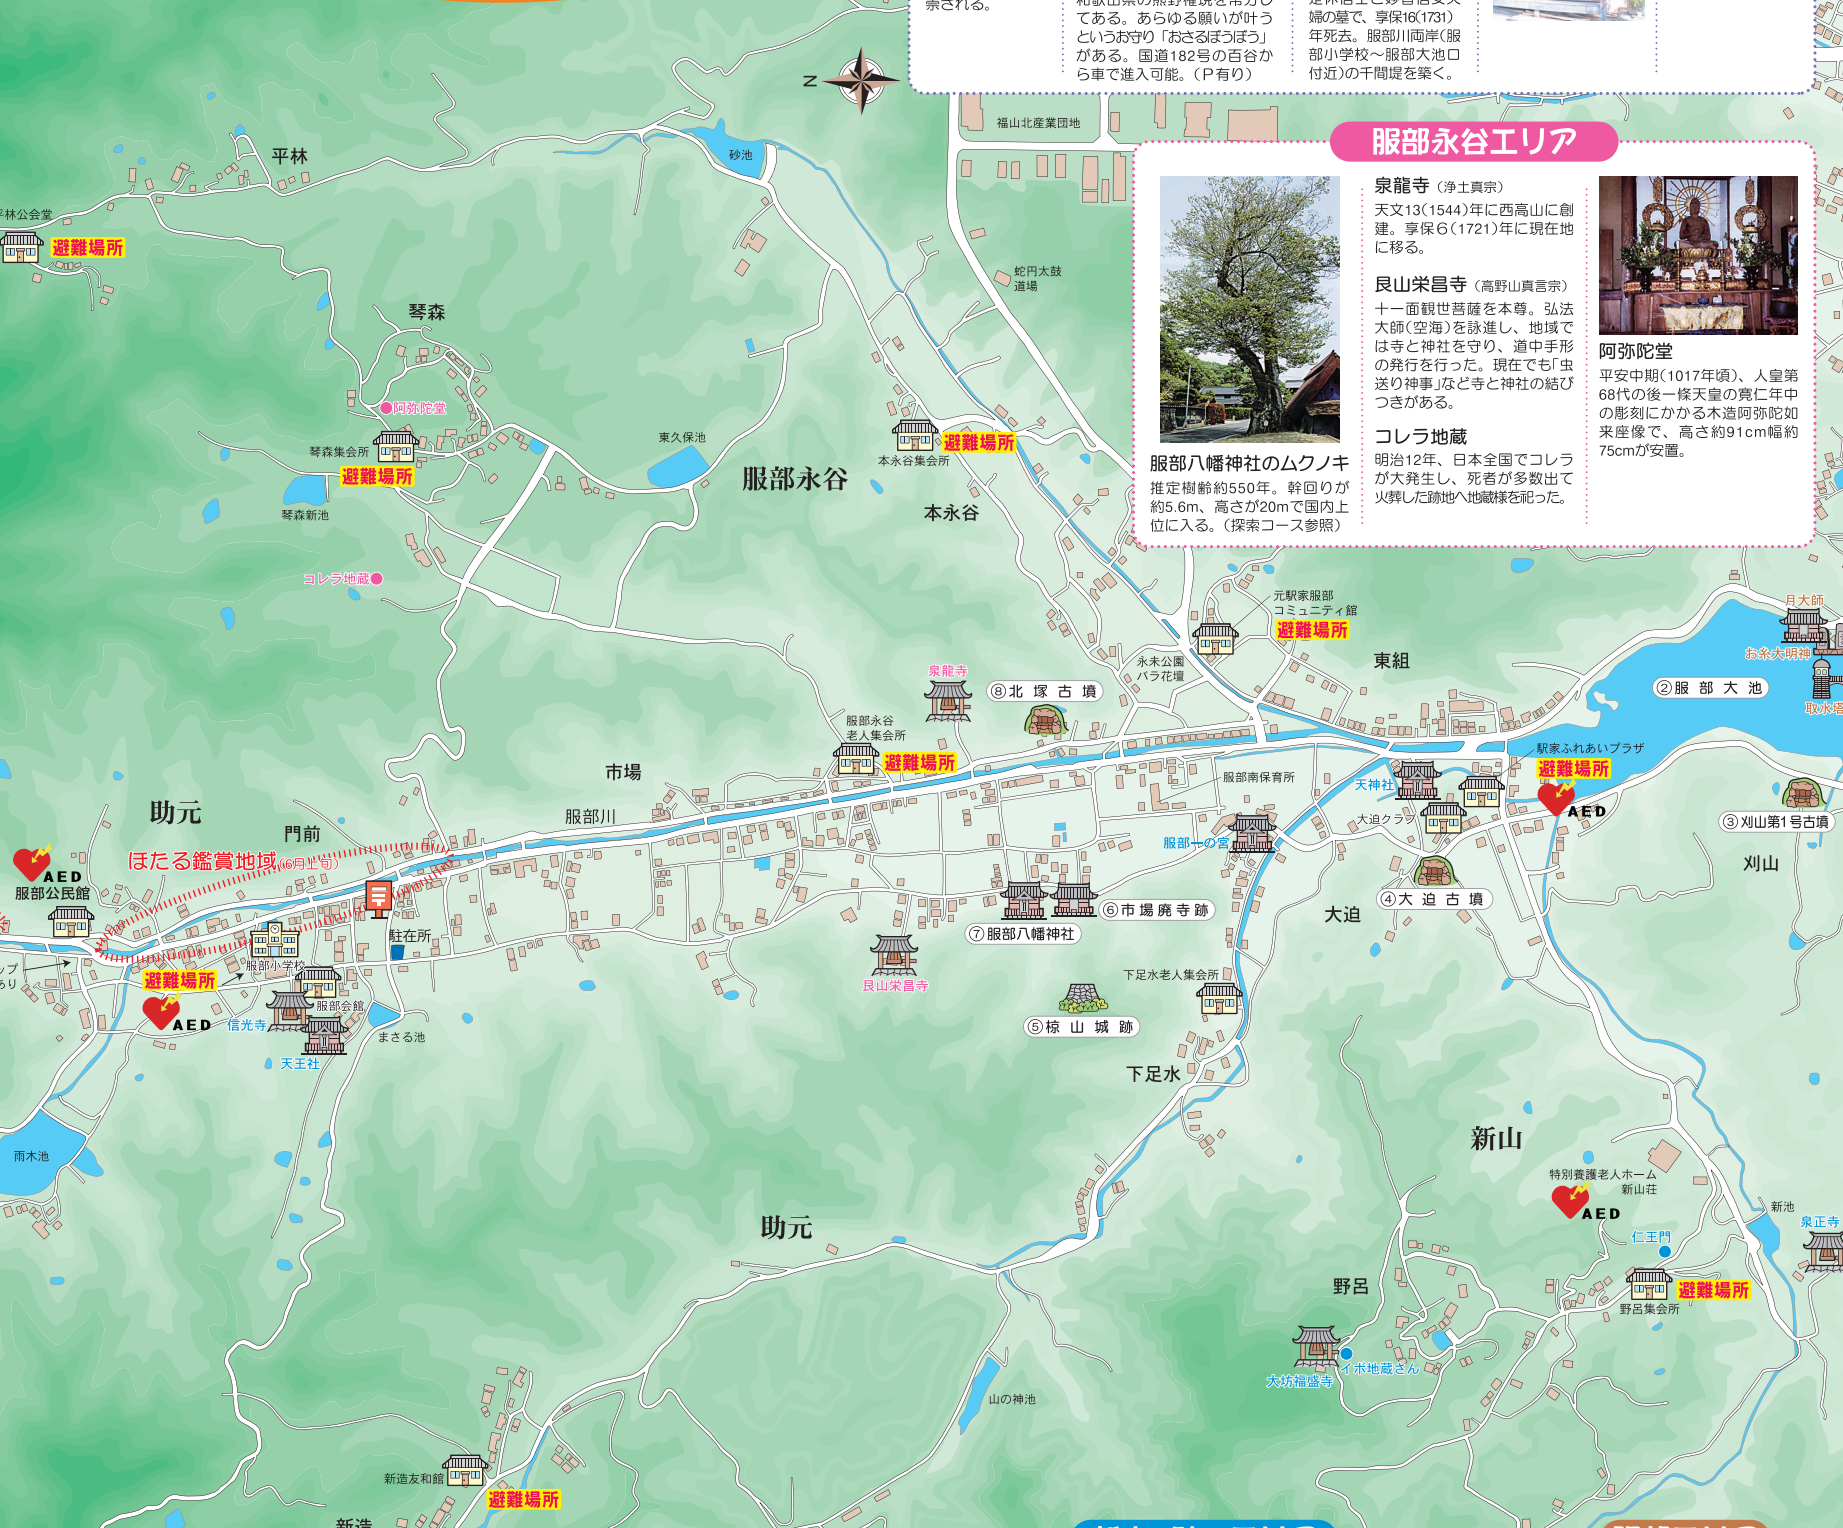 崇される。
和歌山県の熊野権現を常分し
てある。あらゆる願いが叶う
というお守り「おさるぼうぼう」
がある。国道182号の百谷か
ら車で進入可能。（Ｐ有り）
婦の墓で、享保16(1731)
年死去。服部川両岸(服
部小学校～服部大池口
付近)の千間堤を築く。
N
福山北産業団地
服部永谷エリア
服部八幡神社のムクノキ
推定樹齢約550年。幹回りが
約5.6m、高さが20mで国内上
位に入る。（探索コース参照）
泉龍寺（浄土真宗）
天文13(1544)年に西高山に創
建。享保６(1721)年に現在地
に移る。
艮山栄昌寺（高野山真言宗）
十一面観世菩薩を本尊。弘法
大師(空海)を詠進し、地域で
は寺と神社を守り、道中手形
の発行を行った。現在でも「虫
送り神事」など寺と神社の結び
つきがある。
コレラ地蔵
明治12年、日本全国でコレラ
が大発生し、死者が多数出て
火葬した跡地へ地蔵様を祀った。
阿弥陀堂
平安中期(1017年頃)、人皇第
68代の後一條天皇の寛仁年中
の彫刻にかかる木造阿弥陀如
来座像で、高さ約91cm幅約
75cmが安置。
砂池
平林
平林公会堂
避難場所
蛇円太鼓
道場
琴森
阿弥陀堂
琴森集会所
避難場所
琴森新池
東久保池
服部永谷
本永谷集会所
避難場所
本永谷
コレラ地蔵
元駅家服部
コミュニティ館
避難場所
月大師
お糸大明神
取水塔
東組
永未公園
バラ花壇
②服部大池
泉龍寺
⑧北塚古墳
服部永谷
老人集会所
避難場所
駅家ふれあいプラザ
避難場所
AED
市場
服部川
服部南保育所
天神社
大迫クラブ
③刈山第1号古墳
刈山
助元
門前
ほたる鑑賞地域(6月上旬)
服部一の宮
AED
服部公民館
④大迫古墳
大迫
⑥市場廃寺跡
⑦服部八幡神社
駐在所
服部小学校
避難場所
AED
服部会館
信光寺
天王社
まさる池
艮山栄昌寺
下足水老人集会所
⑤椋山城跡
下足水
ップ
あり
雨木池
新山
特別養護老人ホーム
新山荘
AED
新池
泉正寺
仁王門
助元
野呂
避難場所
野呂集会所
イボ地蔵さん
大坊福盛寺
山の神池
新造友和館
避難場所
新造